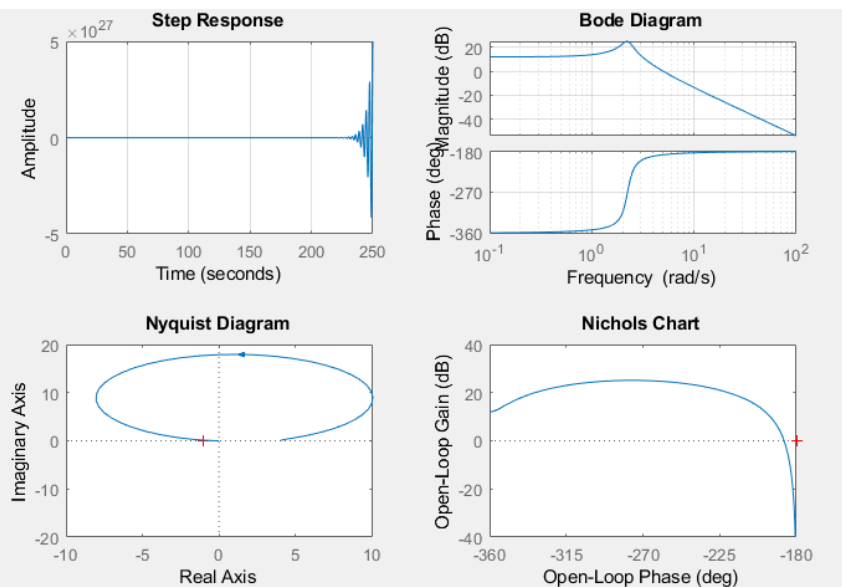 Step Response
× 10^27
5
0
-5
Amplitude
0 50 100 150 200 250
Time (seconds)
Bode Diagram
Magnitude (dB)
20
0
-20
-40
Phase (deg)
-180
-270
-360
10^-1 10^0 10^1 10^2
Frequency (rad/s)
Nyquist Diagram
Imaginary Axis
20
10
0
-10
-20
-10 -5 0 5 10
Real Axis
Nichols Chart
Open-Loop Gain (dB)
40
20
0
-20
-40
-360 -315 -270 -225 -180
Open-Loop Phase (deg)